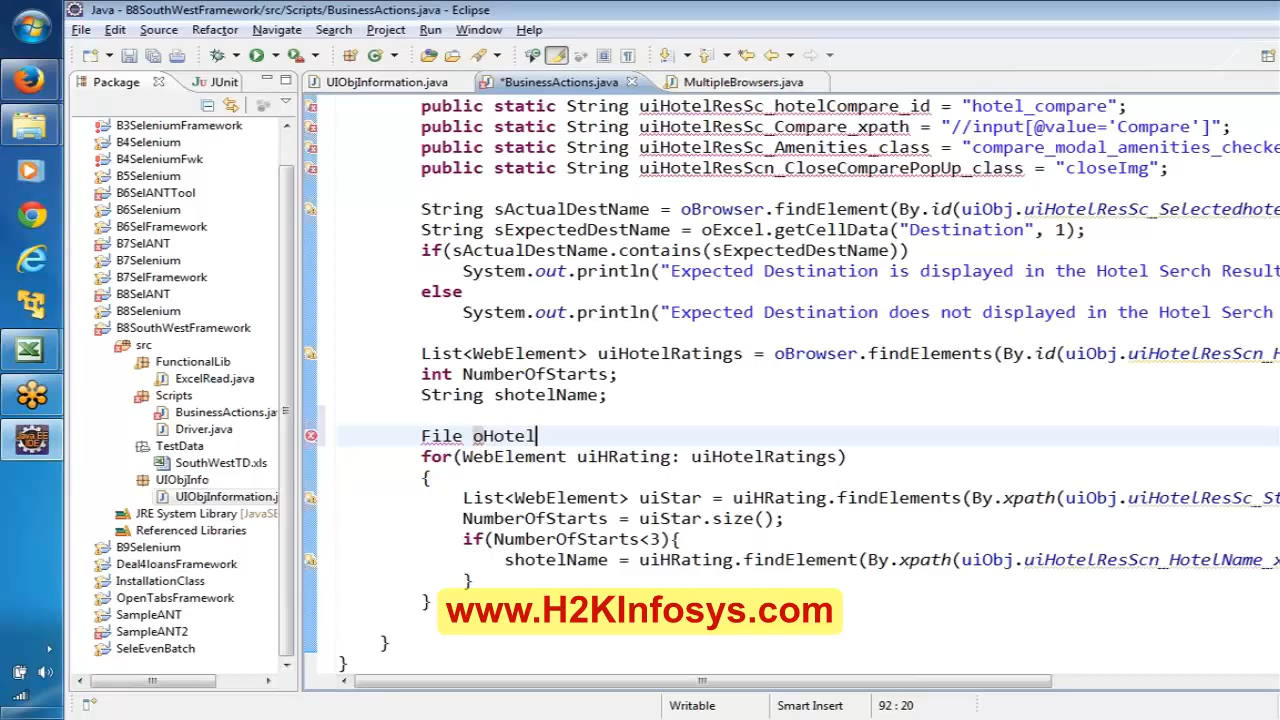 Java - B8SouthWestFramework/src/Scripts/BusinessActions.java - Eclipse
File Edit Source Refactor Navigate Search Project Run Window Help
Package JUnit
UIObjInformation.java *BusinessActions.java MultipleBrowsers.java
B3SeleniumFramework
B4Selenium
B4SeleniumFwk
B5Selenium
B6SelANTTool
B6Selenium
B6SelFramework
B7SelANT
B7Selenium
B7SelFramework
B8SelANT
B8Selenium
B8SouthWestFramework
src
FunctionalLib
ExcelRead.java
Scripts
BusinessActions.ja
Driver.java
TestData
SouthWestTD.xls
UIObjInfo
UIObjInformation.j
JRE System Library [JavaSE
Referenced Libraries
B9Selenium
Deal4loansFramework
InstallationClass
OpenTabsFramework
SampleANT
SampleANT2
SeleEvenBatch
public static String uiHotelResSc_hotelCompare_id = "hotel_compare";
public static String uiHotelResSc_Compare_xpath = "//input[@value='Compare']";
public static String uiHotelResSc_Amenities_class = "compare_modal_amenities_checke
public static String uiHotelResScn_CloseComparePopUp_class = "closeImg";
String sActualDestName = oBrowser.findElement(By.id(uiObj.uiHotelResSc_Selectedhote
String sExpectedDestName = oExcel.getCellData("Destination", 1);
if(sActualDestName.contains(sExpectedDestName))
System.out.println("Expected Destination is displayed in the Hotel Serch Result
else
System.out.println("Expected Destination does not displayed in the Hotel Serch
List<WebElement> uiHotelRatings = oBrowser.findElements(By.id(uiObj.uiHotelResScn_H
int NumberOfStarts;
String shotelName;
File oHotel
for(WebElement uiHRating: uiHotelRatings)
{
List<WebElement> uiStar = uiHRating.findElements(By.xpath(uiObj.uiHotelResSc_St
NumberOfStarts = uiStar.size();
if(NumberOfStarts<3){
shotelName = uiHRating.findElement(By.xpath(uiObj.uiHotelResScn_HotelName_x
}
}
www.H2KInfosys.com
}
}
Writable Smart Insert 92 : 20